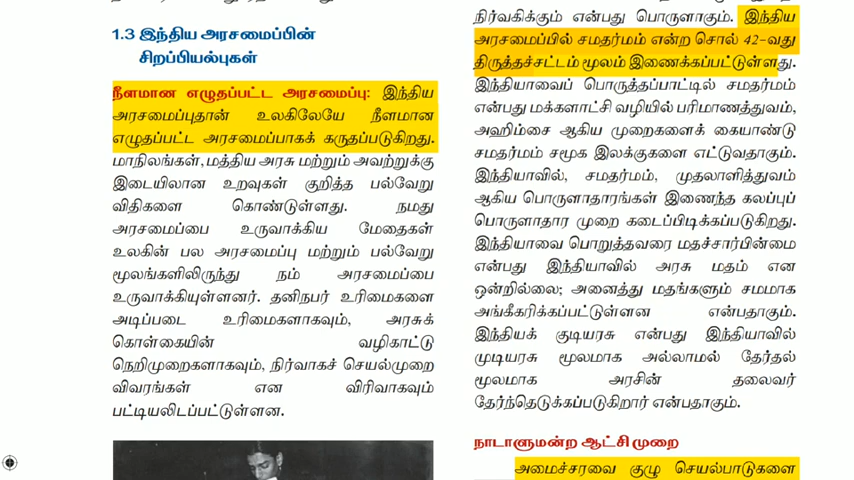 1.3 இந்திய அரசமைப்பின்
சிறப்பியல்புகள்
நீளமான எழுதப்பட்ட அரசமைப்பு: இந்திய
அரசமைப்புதான் உலகிலேயே நீளமான
எழுதப்பட்ட அரசமைப்பாகக் கருதப்படுகிறது.
மாநிலங்கள், மத்திய அரசு மற்றும் அவற்றுக்கு
இடையிலான உறவுகள் குறித்த பல்வேறு
விதிகளை கொண்டுள்ளது. நமது
அரசமைப்பை உருவாக்கிய மேதைகள்
உலகின் பல அரசமைப்பு மற்றும் பல்வேறு
மூலங்களிலிருந்து நம் அரசமைப்பை
உருவாக்கியுள்ளனர். தனிநபர் உரிமைகளை
அடிப்படை உரிமைகளாகவும், அரசுக்
கொள்கையின் வழிகாட்டு
நெறிமுறைகளாகவும், நிர்வாகச் செயல்முறை
விவரங்கள் என விரிவாகவும்
பட்டியலிடப்பட்டுள்ளன.
நிர்வகிக்கும் என்பது பொருளாகும். இந்திய
அரசமைப்பில் சமதர்மம் என்ற சொல் 42-வது
திருத்தச்சட்டம் மூலம் இணைக்கப்பட்டுள்ளது.
இந்தியாவைப் பொருத்தப்பாட்டில் சமதர்மம்
என்பது மக்களாட்சி வழியில் பரிமாணத்துவம்,
அஹிம்சை ஆகிய முறைகளைக் கையாண்டு
சமதர்மம் சமூக இலக்குகளை எட்டுவதாகும்.
இந்தியாவில், சமதர்மம், முதலாளித்துவம்
ஆகிய பொருளாதாரங்கள் இணைந்த கலப்புப்
பொருளாதார முறை கடைப்பிடிக்கப்படுகிறது.
இந்தியாவை பொறுத்தவரை மதச்சார்பின்மை
என்பது இந்தியாவில் அரசு மதம் என
ஒன்றில்லை; அனைத்து மதங்களும் சமமாக
அங்கீகரிக்கப்பட்டுள்ளன என்பதாகும்.
இந்தியக் குடியரசு என்பது இந்தியாவில்
முடியரசு மூலமாக அல்லாமல் தேர்தல்
மூலமாக அரசின் தலைவர்
தேர்ந்தெடுக்கப்படுகிறார் என்பதாகும்.
நாடாளுமன்ற ஆட்சி முறை
அமைச்சரவை குழு செயல்பாடுகளை